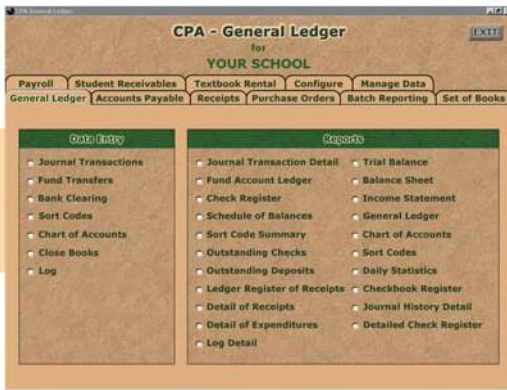 CPA General Ledger
CPA - General Ledger
EXIT
for
YOUR SCHOOL
Payroll Student Receivables Textbook Rental Configure Manage Data
General Ledger Accounts Payable Receipts Purchase Orders Batch Reporting Set of Books
Data Entry
Journal Transactions
Fund Transfers
Bank Clearing
Sort Codes
Chart of Accounts
Close Books
Log
Reports
Journal Transaction Detail
Fund Account Ledger
Check Register
Schedule of Balances
Sort Code Summary
Outstanding Checks
Outstanding Deposits
Ledger Register of Receipts
Detail of Receipts
Detail of Expenditures
Log Detail
Trial Balance
Balance Sheet
Income Statement
General Ledger
Chart of Accounts
Sort Codes
Daily Statistics
Checkbook Register
Journal History Detail
Detailed Check Register